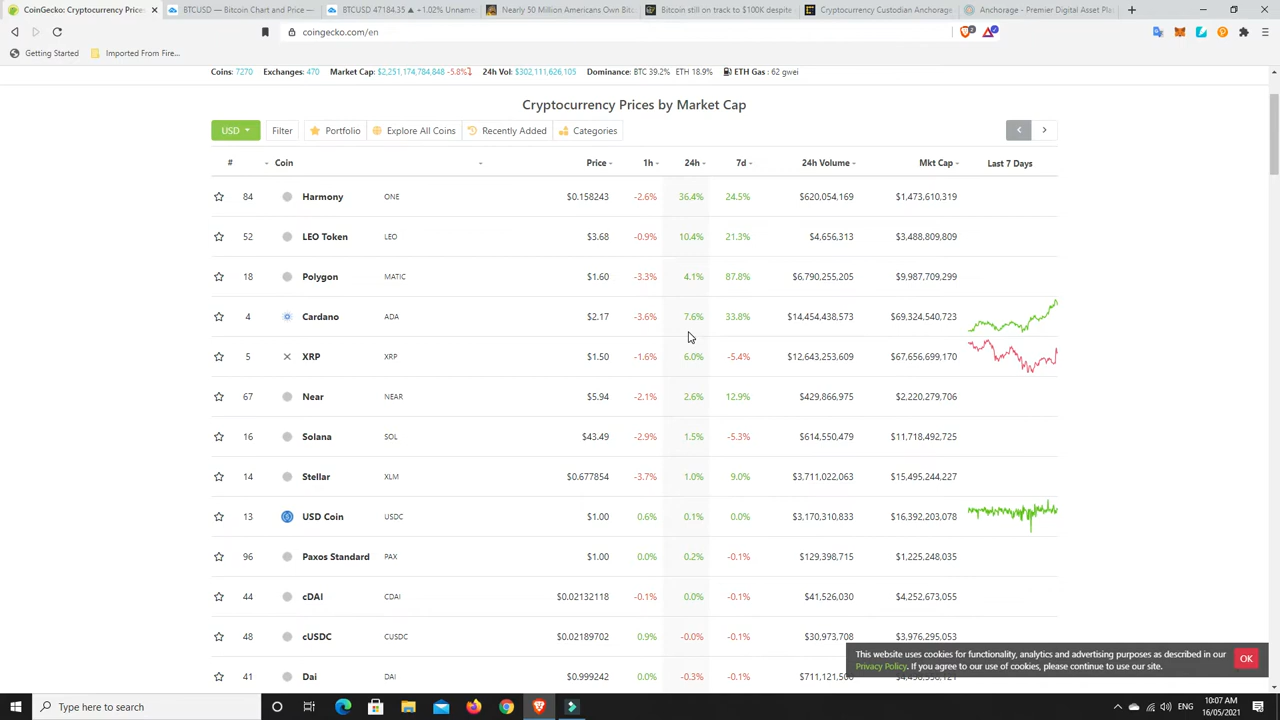 CoinGecko: Cryptocurrency Prices
BTCUSD — Bitcoin Chart and Price —
BTCUSD 47184.35 ▲ +1.02% Unnamed
Nearly 50 Million Americans Own Bitc
Bitcoin still on track to $100K despite
Cryptocurrency Custodian Anchorage
Anchorage - Premier Digital Asset Pla
coingecko.com/en
Getting Started
Imported From Fire...
Coins: 7270 Exchanges: 470 Market Cap: $2,251,174,784,848 -5.8% 24h Vol: $302,111,626,105 Dominance: BTC 39.2% ETH 18.9% ETH Gas: 62 gwei
Cryptocurrency Prices by Market Cap
USD Filter Portfolio Explore All Coins Recently Added Categories
# Coin Price 1h 24h 7d 24h Volume Mkt Cap Last 7 Days
84 Harmony ONE $0.158243 -2.6% 36.4% 24.5% $620,054,169 $1,473,610,319
52 LEO Token LEO $3.68 -0.9% 10.4% 21.3% $4,656,313 $3,488,809,809
18 Polygon MATIC $1.60 -3.3% 4.1% 87.8% $6,790,255,205 $9,987,709,299
4 Cardano ADA $2.17 -3.6% 7.6% 33.8% $14,454,438,573 $69,324,540,723
5 XRP XRP $1.50 -1.6% 6.0% -5.4% $12,643,253,609 $67,656,699,170
67 Near NEAR $5.94 -2.1% 2.6% 12.9% $429,866,975 $2,220,279,706
16 Solana SOL $43.49 -2.9% 1.5% -5.3% $614,550,479 $11,718,492,725
14 Stellar XLM $0.677854 -3.7% 1.0% 9.0% $3,711,022,063 $15,495,244,227
13 USD Coin USDC $1.00 0.6% 0.1% 0.0% $3,170,310,833 $16,392,203,078
96 Paxos Standard PAX $1.00 0.0% 0.2% -0.1% $129,398,715 $1,225,248,035
44 cDAI CDAI $0.02132118 -0.1% 0.0% -0.1% $41,526,030 $4,252,673,055
48 cUSDC CUSDC $0.02189702 0.9% -0.0% -0.1% $30,973,708 $3,976,295,053
41 Dai DAI $0.999242 0.0% -0.3% -0.1%
This website uses cookies for functionality, analytics and advertising purposes as described in our
Privacy Policy. If you agree to our use of cookies, please continue to use our site.
OK
Type here to search
ENG
10:07 AM
16/05/2021